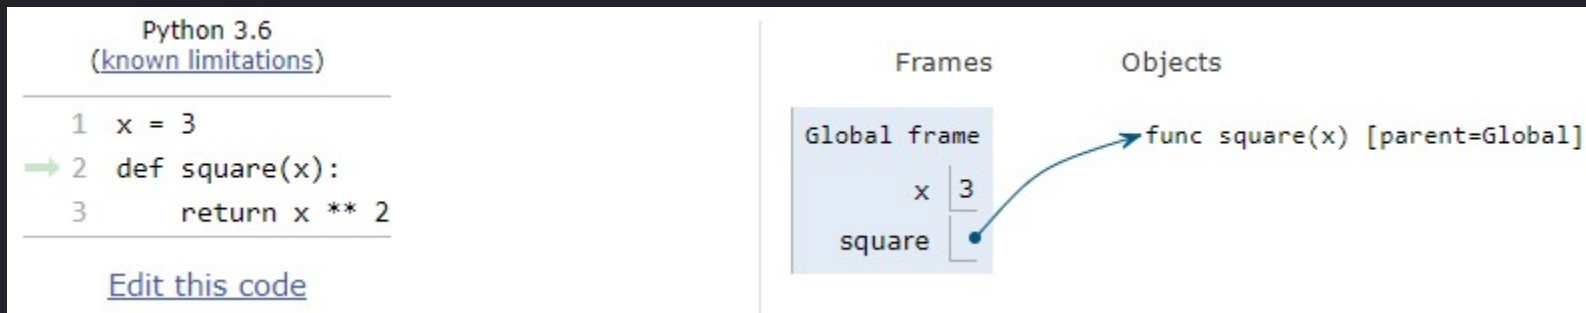 Python 3.6
(known limitations)
1 x = 3
2 def square(x):
3     return x ** 2
Edit this code
Frames
Objects
Global frame
x 3
square
func square(x) [parent=Global]